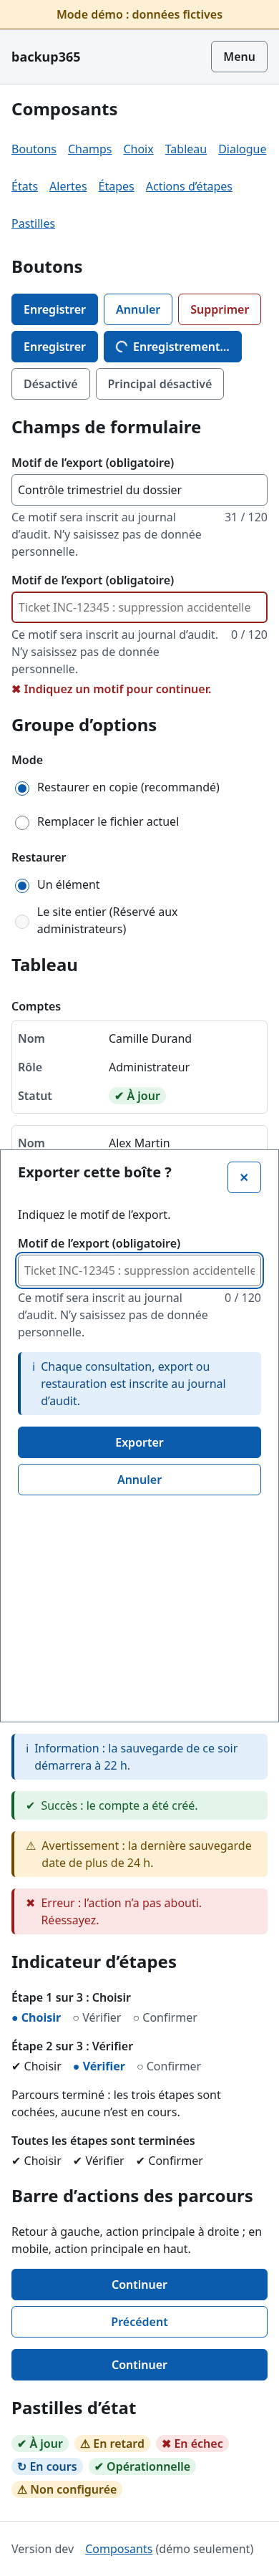 Mode démo : données fictives
backup365
Menu
Composants
Boutons Champs Choix Tableau Dialogue
États Alertes Étapes Actions d’étapes
Pastilles
Boutons
Enregistrer Annuler Supprimer
Enregistrer Enregistrement…
Désactivé Principal désactivé
Champs de formulaire
Motif de l’export (obligatoire)
Contrôle trimestriel du dossier
Ce motif sera inscrit au journal 31 / 120
d’audit. N’y saisissez pas de donnée
personnelle.
Motif de l’export (obligatoire)
Ticket INC-12345 : suppression accidentelle
Ce motif sera inscrit au journal d’audit. 0 / 120
N’y saisissez pas de donnée
personnelle.
✖ Indiquez un motif pour continuer.
Groupe d’options
Mode
Restaurer en copie (recommandé)
Remplacer le fichier actuel
Restaurer
Un élément
Le site entier (Réservé aux
administrateurs)
Tableau
Comptes
Nom Camille Durand
Rôle Administrateur
Statut ✔ À jour
Nom Alex Martin
Exporter cette boîte ? ✕
Indiquez le motif de l’export.
Motif de l’export (obligatoire)
Ticket INC-12345 : suppression accidentelle
Ce motif sera inscrit au journal 0 / 120
d’audit. N’y saisissez pas de donnée
personnelle.
i Chaque consultation, export ou
restauration est inscrite au journal
d’audit.
Exporter
Annuler
i Information : la sauvegarde de ce soir
démarrera à 22 h.
✔ Succès : le compte a été créé.
⚠ Avertissement : la dernière sauvegarde
date de plus de 24 h.
✖ Erreur : l’action n’a pas abouti.
Réessayez.
Indicateur d’étapes
Étape 1 sur 3 : Choisir
● Choisir ○ Vérifier ○ Confirmer
Étape 2 sur 3 : Vérifier
✔ Choisir ● Vérifier ○ Confirmer
Parcours terminé : les trois étapes sont
cochées, aucune n’est en cours.
Toutes les étapes sont terminées
✔ Choisir ✔ Vérifier ✔ Confirmer
Barre d’actions des parcours
Retour à gauche, action principale à droite ; en
mobile, action principale en haut.
Continuer
Précédent
Continuer
Pastilles d’état
✔ À jour ⚠ En retard ✖ En échec
↻ En cours ✔ Opérationnelle
⚠ Non configurée
Version dev Composants (démo seulement)